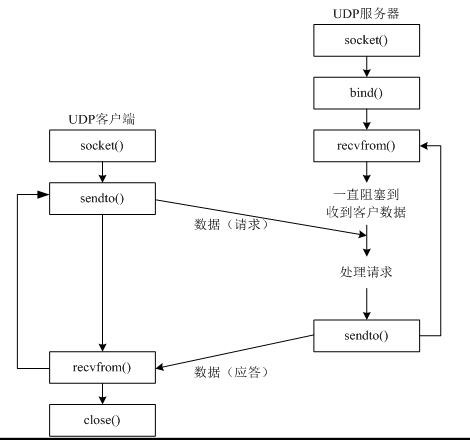 UDP服务器
socket()
bind()
UDP客户端
socket()
recvfrom()
sendto()
一直阻塞到
收到客户数据
数据（请求）
处理请求
sendto()
recvfrom()
数据（应答）
close()